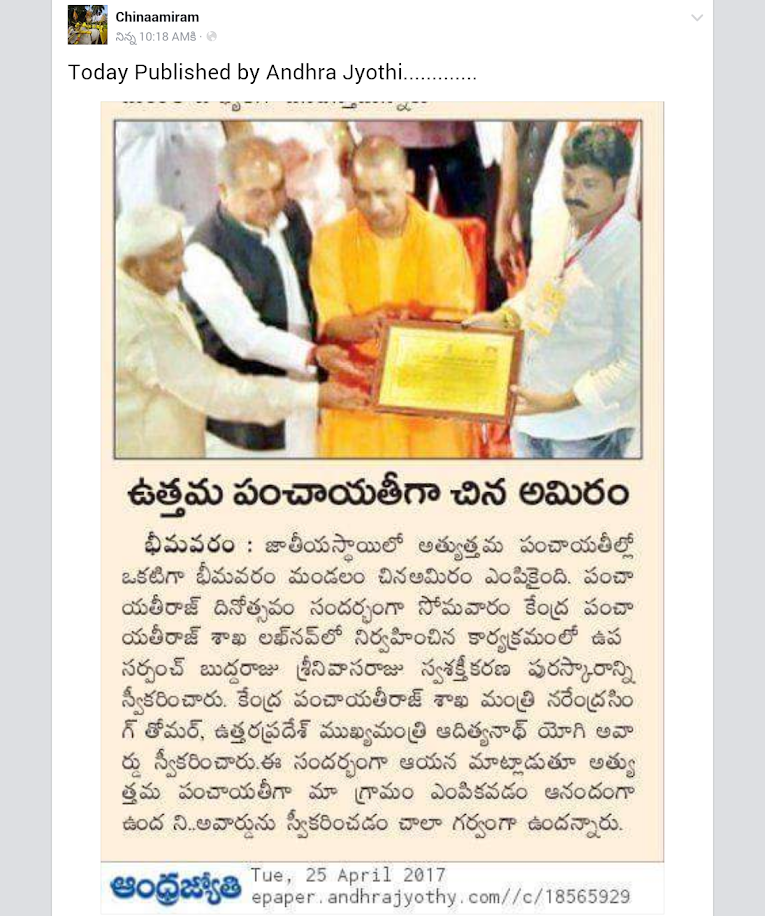 Chinaamiram
నిన్న 10:18 AMకి ·
Today Published by Andhra Jyothi.............
ఉత్తమ పంచాయతీగా చిన అమిరం
భీమవరం : జాతీయస్థాయిలో అత్యుత్తమ పంచాయతీల్లో
ఒకటిగా భీమవరం మండలం చినఅమిరం ఎంపికైంది. పంచా
యతీరాజ్ దినోత్సవం సందర్భంగా సోమవారం కేంద్ర పంచా
యతీరాజ్ శాఖ లఖ్‌నవ్‌లో నిర్వహించిన కార్యక్రమంలో ఉప
సర్పంచ్ బుద్దరాజు శ్రీనివాసరాజు స్వశక్తీకరణ పురస్కారాన్ని
స్వీకరించారు. కేంద్ర పంచాయతీరాజ్ శాఖ మంత్రి నరేంద్రసిం
గ్ తోమర్, ఉత్తరప్రదేశ్ ముఖ్యమంత్రి ఆదిత్యనాథ్ యోగి అవా
ర్డు స్వీకరించారు.ఈ సందర్భంగా ఆయన మాట్లాడుతూ అత్యు
త్తమ పంచాయతీగా మా గ్రామం ఎంపికవడం ఆనందంగా
ఉంద ని..అవార్డును స్వీకరించడం చాలా గర్వంగా ఉందన్నారు.
ఆంధ్రజ్యోతి
Tue, 25 April 2017
epaper.andhrajyothy.com//c/18565929